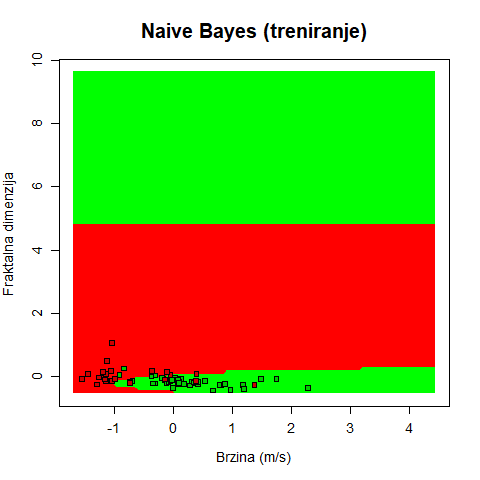 Naive Bayes (treniranje)
Fraktalna dimenzija
10
8
6
4
2
0
-1 0 1 2 3 4
Brzina (m/s)